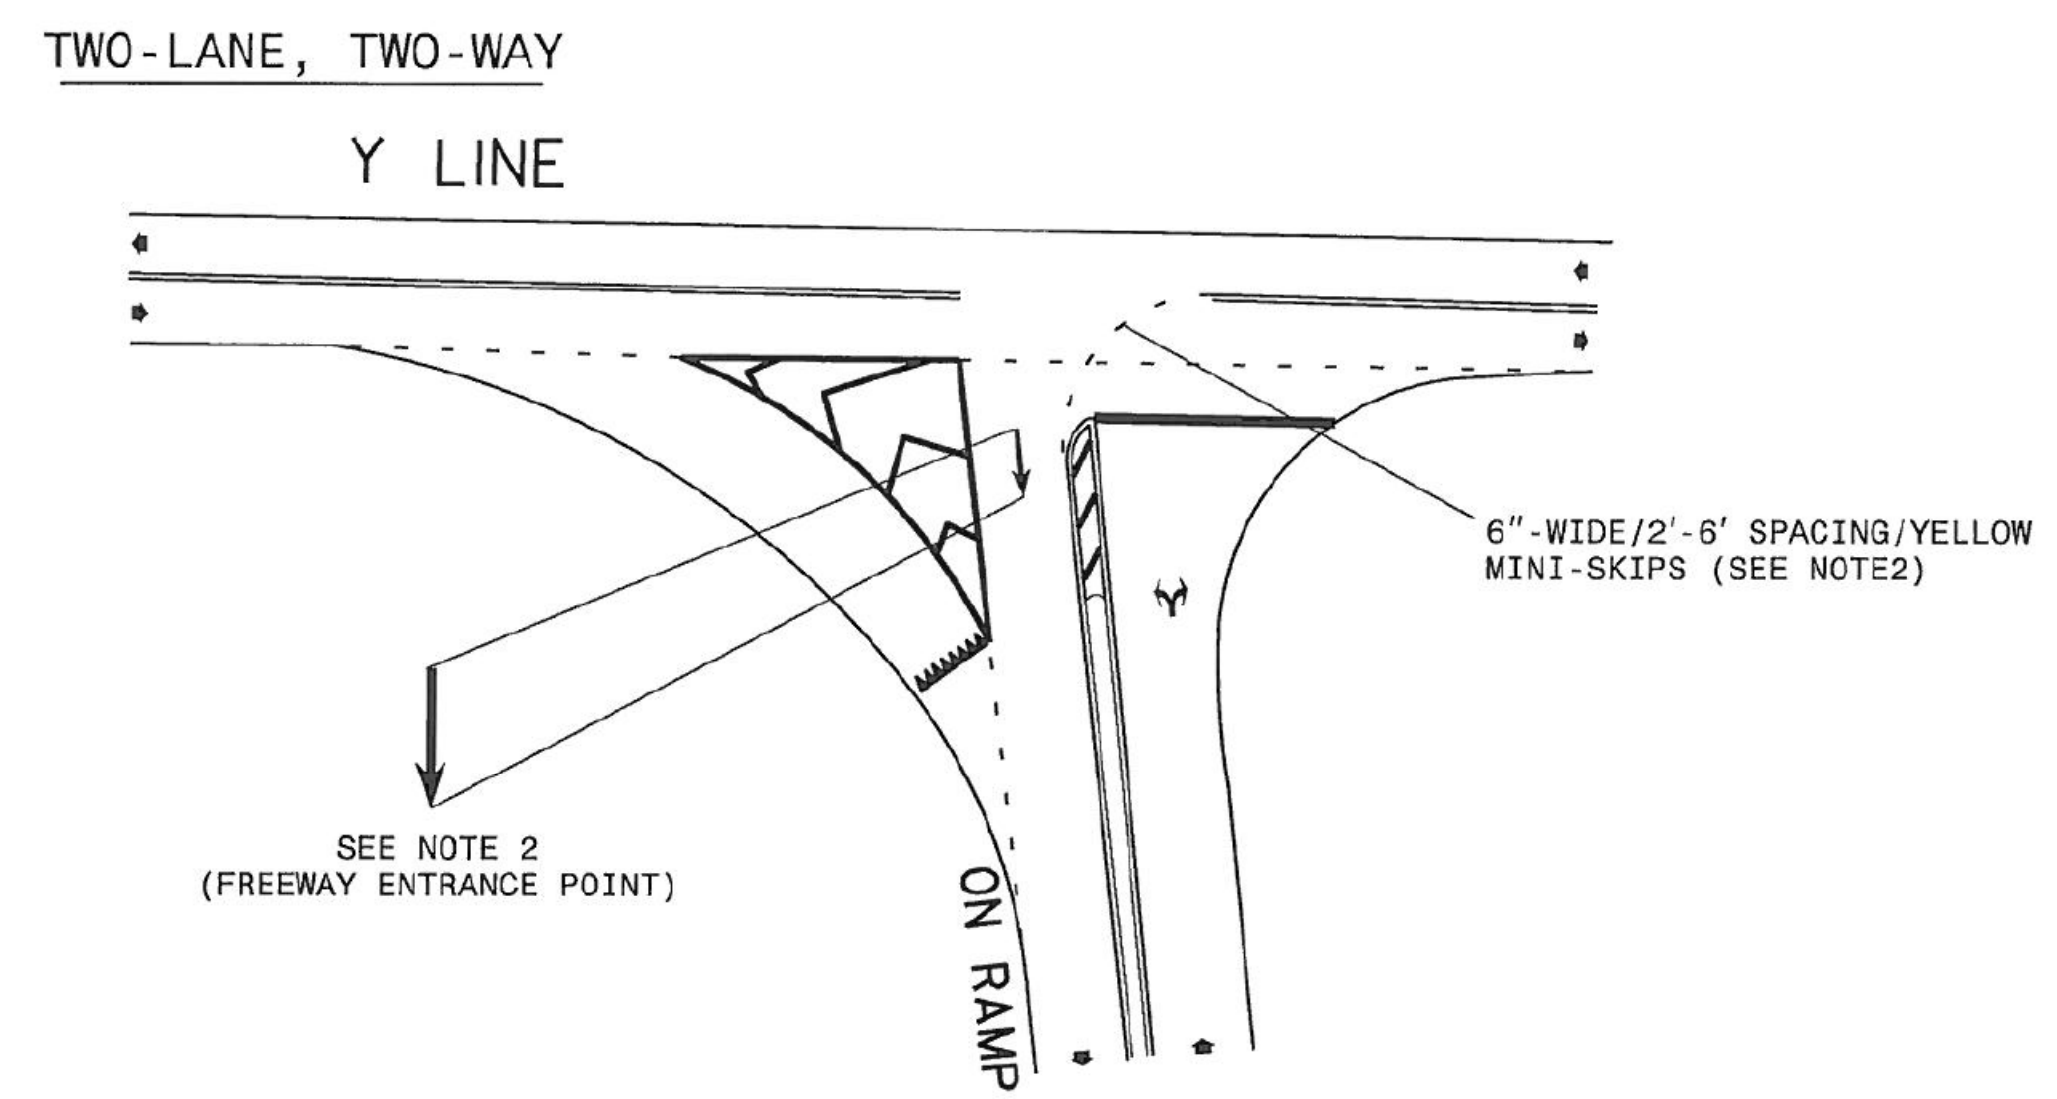 TWO-LANE, TWO-WAY
Y LINE
6"-WIDE/2'-6' SPACING/YELLOW
MINI-SKIPS (SEE NOTE2)
SEE NOTE 2
(FREEWAY ENTRANCE POINT)
ON RAMP